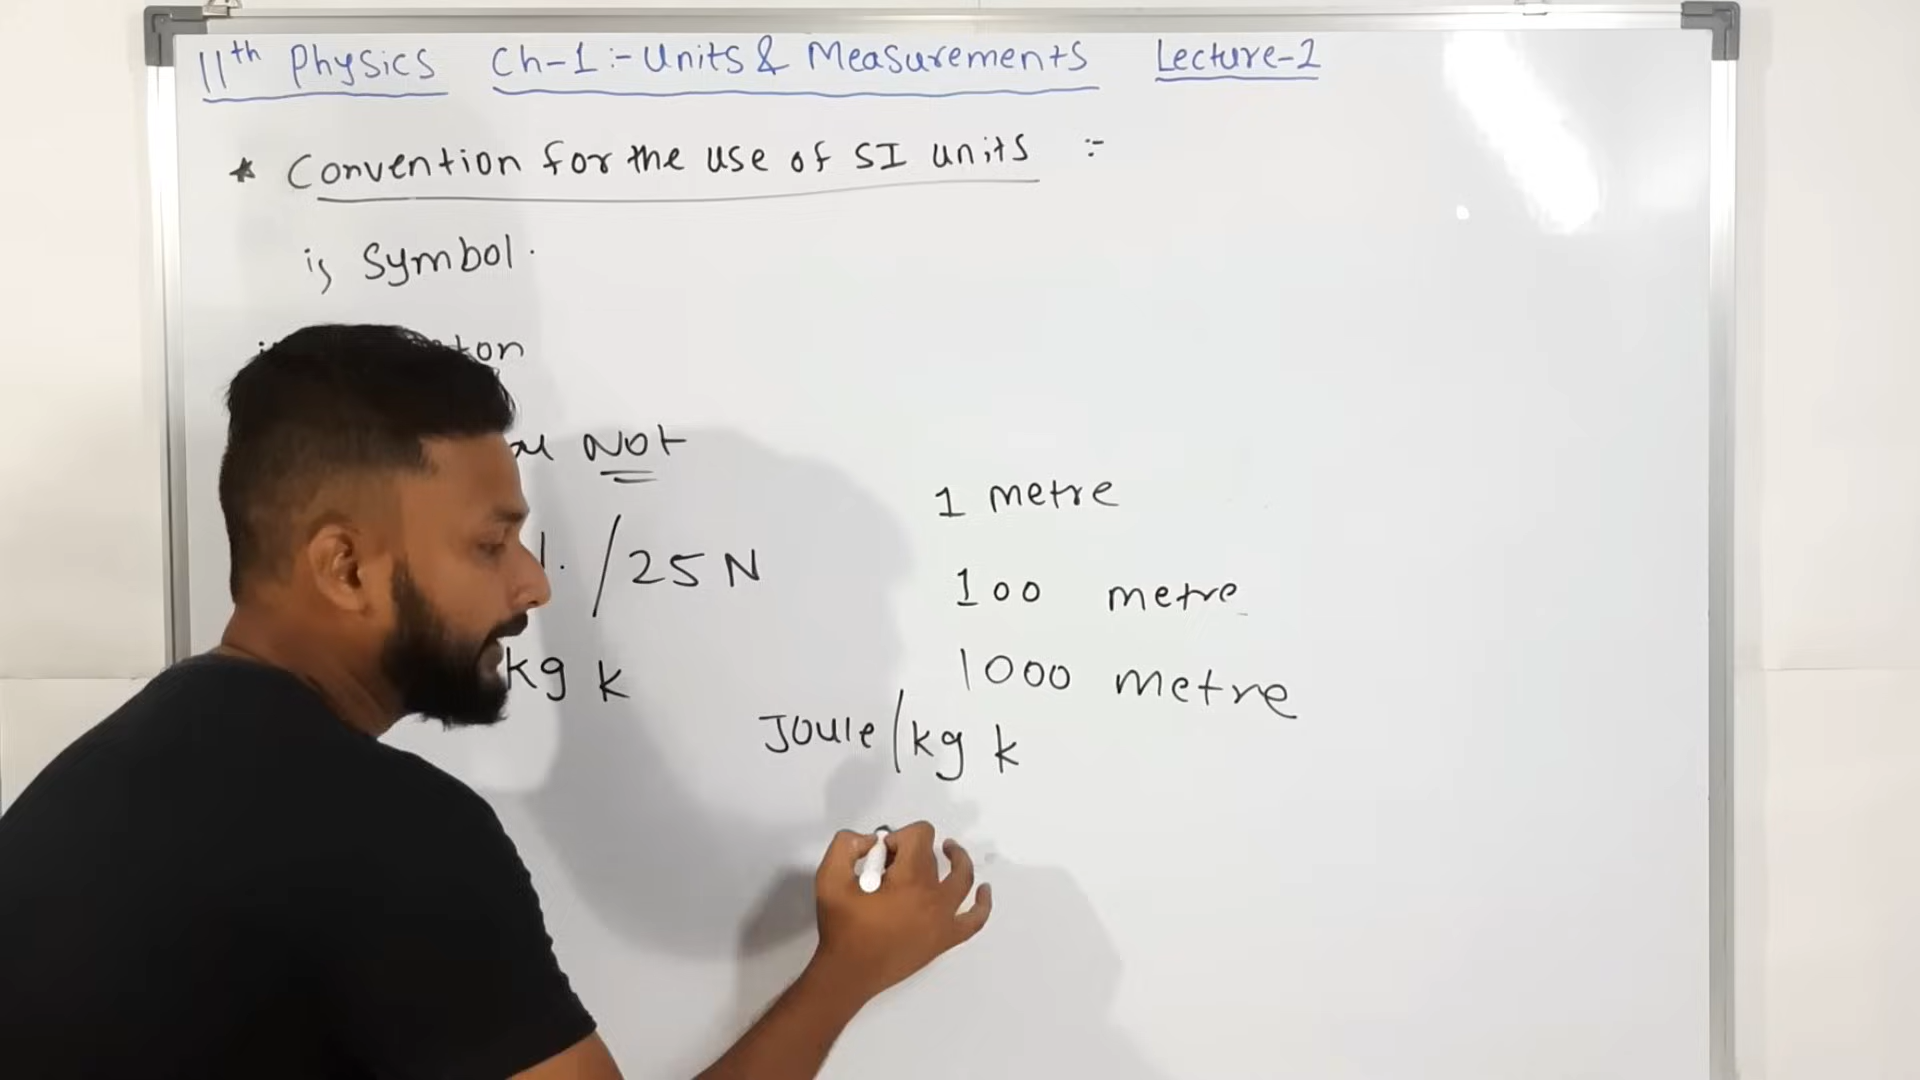 11th Physics Ch-1:- Units & Measurements Lecture-2
* Convention for the use of SI units :-
i) Symbol.
Not
/25 N
1 metre
100 metre
1000 metre
kg k
Joule/kg k